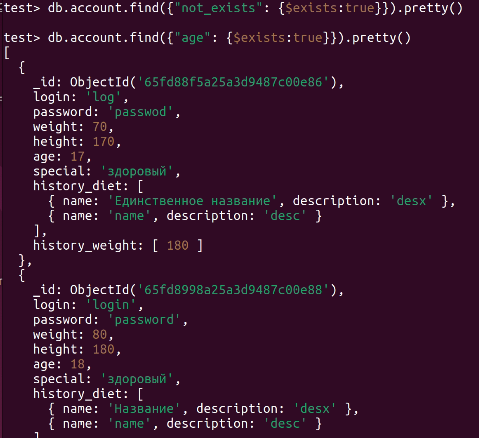 test> db.account.find({"not_exists": {$exists:true}}).pretty()
test> db.account.find({"age": {$exists:true}}).pretty()
[
  {
    _id: ObjectId('65fd88f5a25a3d9487c00e86'),
    login: 'log',
    password: 'passwod',
    weight: 70,
    height: 170,
    age: 17,
    special: 'здоровый',
    history_diet: [
      { name: 'Единственное название', description: 'desx' },
      { name: 'name', description: 'desc' }
    ],
    history_weight: [ 180 ]
  },
  {
    _id: ObjectId('65fd8998a25a3d9487c00e88'),
    login: 'login',
    password: 'password',
    weight: 80,
    height: 180,
    age: 18,
    special: 'здоровый',
    history_diet: [
      { name: 'Название', description: 'desx' },
      { name: 'name', description: 'desc' }